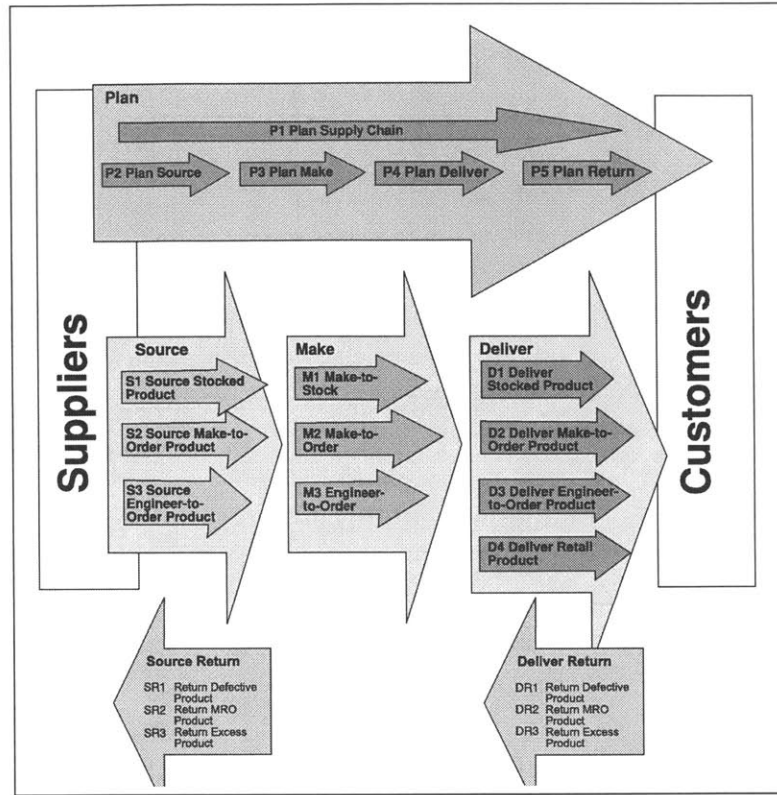 Plan
P1 Plan Supply Chain
P2 Plan Source
P3 Plan Make
P4 Plan Deliver
P5 Plan Return
Suppliers
Customers
Source
S1 Source Stocked
Product
S2 Source Make-to-
Order Product
S3 Source
Engineer-to-
Order Product
Make
M1 Make-to-
Stock
M2 Make-to-
Order
M3 Engineer-
to-Order
Deliver
D1 Deliver
Stocked Product
D2 Deliver Make-to-
Order Product
D3 Deliver Engineer-
to-Order Product
D4 Deliver Retail
Product
Source Return
SR1 Return Defective
Product
SR2 Return MRO
Product
SR3 Return Excess
Product
Deliver Return
DR1 Return Defective
Product
DR2 Return MRO
Product
DR3 Return Excess
Product